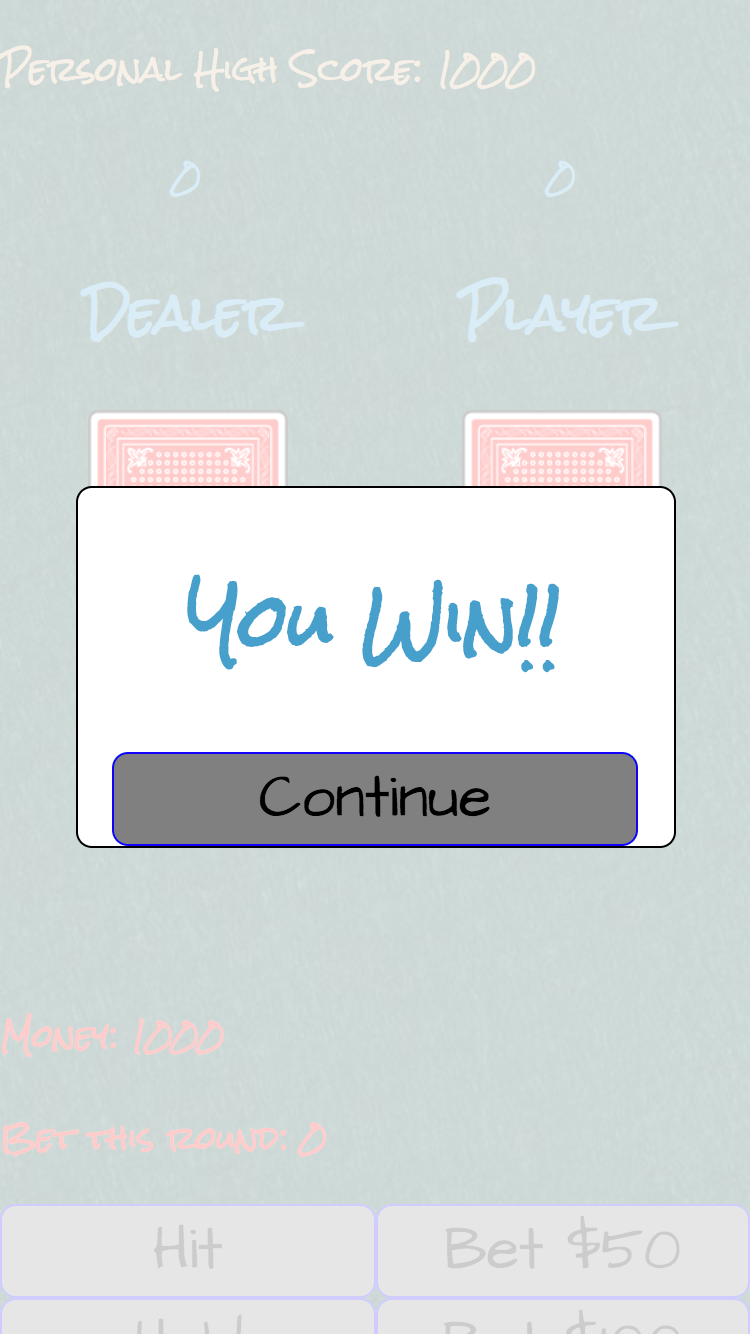 Personal High Score: 1000
0 0
Dealer Player
You Win!!
Continue
Money: 1000
Bet this round: 0
Hit Bet $50